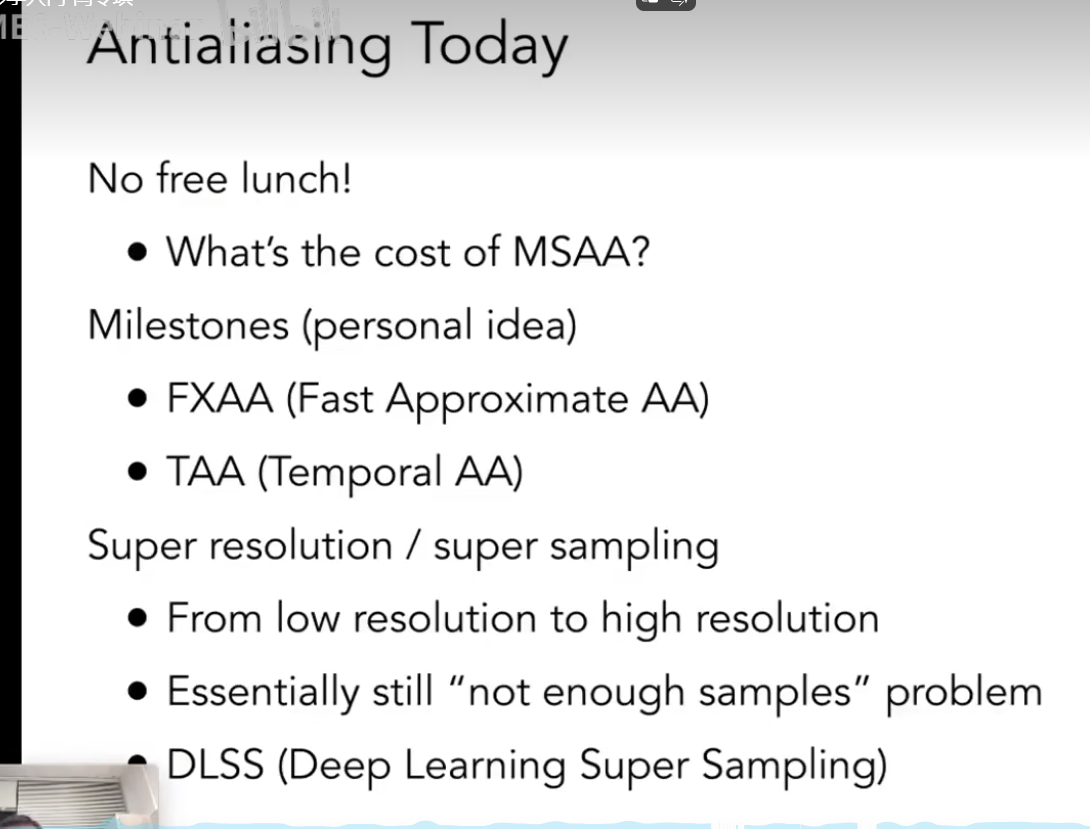 Antialiasing Today
No free lunch!
• What's the cost of MSAA?
Milestones (personal idea)
• FXAA (Fast Approximate AA)
• TAA (Temporal AA)
Super resolution / super sampling
• From low resolution to high resolution
• Essentially still “not enough samples” problem
• DLSS (Deep Learning Super Sampling)